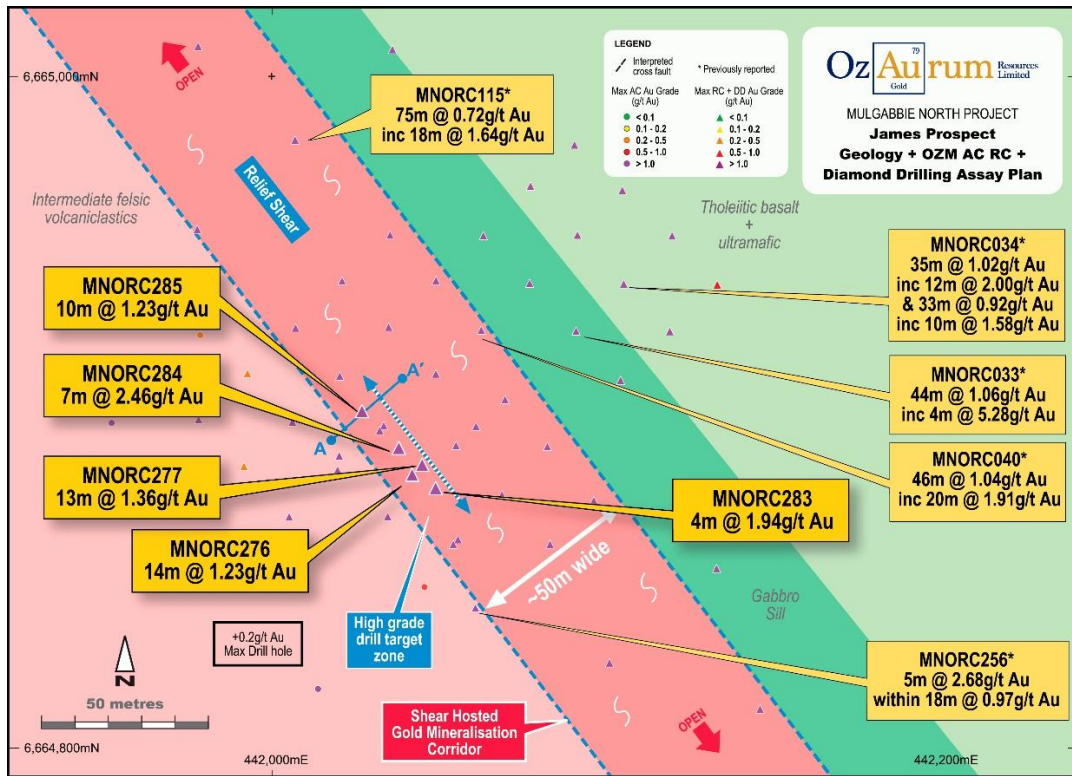 6,665,000mN
OPEN
MNORC115*
75m @ 0.72g/t Au
inc 18m @ 1.64g/t Au
LEGEND
Interpreted
cross fault
* Previously reported
Max AC Au Grade
(g/t Au)
< 0.1
0.1 - 0.2
0.2 - 0.5
0.5 - 1.0
> 1.0
Max RC + DD Au Grade
(g/t Au)
< 0.1
0.1 - 0.2
0.2 - 0.5
0.5 - 1.0
> 1.0
79
OzAurum Resources
Limited
Gold
MULGABBIE NORTH PROJECT
James Prospect
Geology + OZM AC RC +
Diamond Drilling Assay Plan
Intermediate felsic
volcaniclastics
Relief Shear
Tholeiitic basalt
+
ultramafic
MNORC034*
35m @ 1.02g/t Au
inc 12m @ 2.00g/t Au
& 33m @ 0.92g/t Au
inc 10m @ 1.58g/t Au
MNORC285
10m @ 1.23g/t Au
MNORC284
7m @ 2.46g/t Au
A'
A
MNORC033*
44m @ 1.06g/t Au
inc 4m @ 5.28g/t Au
MNORC277
13m @ 1.36g/t Au
MNORC040*
46m @ 1.04g/t Au
inc 20m @ 1.91g/t Au
MNORC283
4m @ 1.94g/t Au
MNORC276
14m @ 1.23g/t Au
~50m wide
High grade
drill target
zone
Gabbro
Sill
+0.2g/t Au
Max Drill hole
N
50 metres
MNORC256*
5m @ 2.68g/t Au
within 18m @ 0.97g/t Au
Shear Hosted
Gold Mineralisation
Corridor
OPEN
6,664,800mN
442,000mE
442,200mE